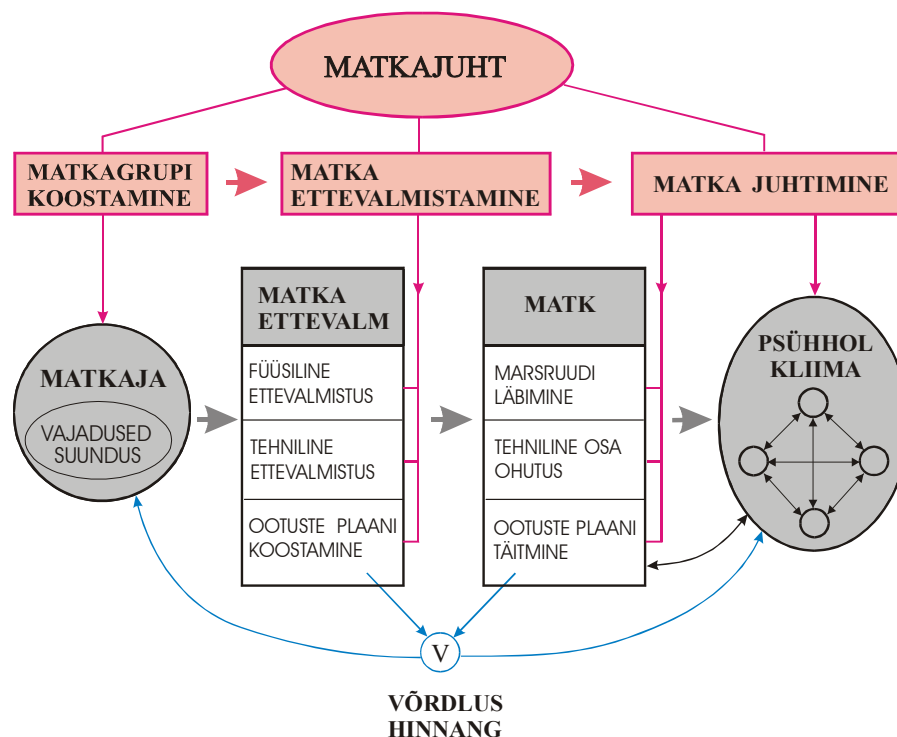 MATKAJUHT
MATKAGRUPI
KOOSTAMINE
MATKA
ETTEVALMISTAMINE
MATKA JUHTIMINE
MATKAJA
VAJADUSED
SUUNDUS
MATKA
ETTEVALM
FÜÜSILINE
ETTEVALMISTUS
TEHNILINE
ETTEVALMISTUS
OOTUSTE PLAANI
KOOSTAMINE
MATK
MARSRUUDI
LÄBIMINE
TEHNILINE OSA
OHUTUS
OOTUSTE PLAANI
TÄITMINE
PSÜHHOL
KLIIMA
V
VÕRDLUS
HINNANG